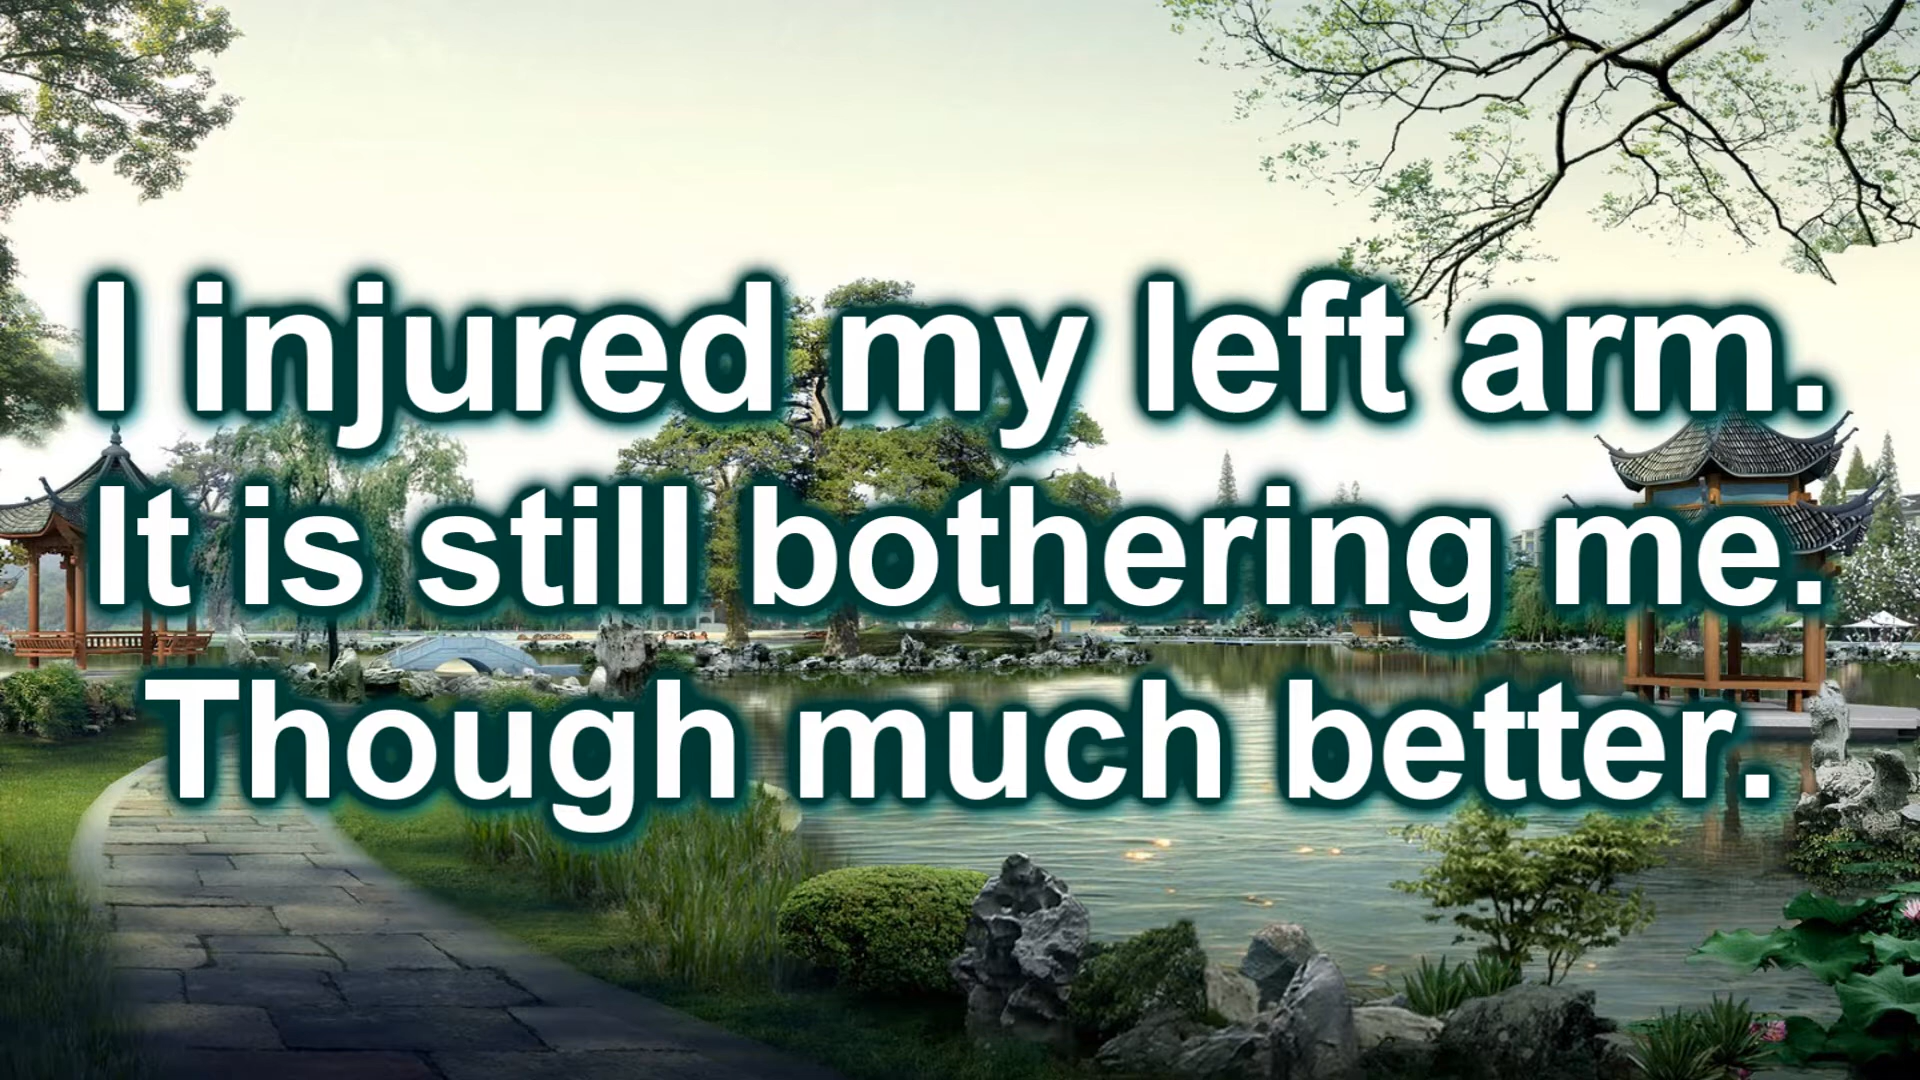 I injured my left arm.
It is still bothering me.
Though much better.